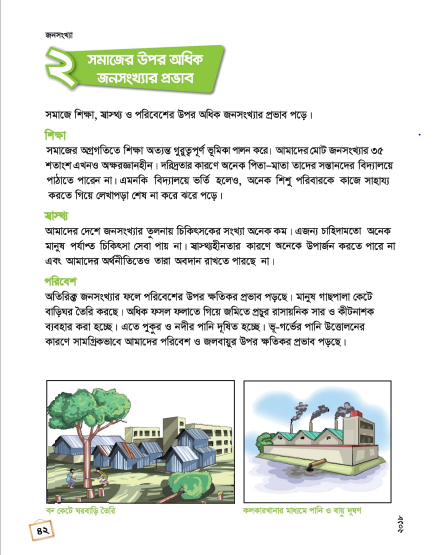 জনসংখ্যা
২
সমাজের উপর অধিক
জনসংখ্যার প্রভাব
সমাজে শিক্ষা, স্বাস্থ্য ও পরিবেশের উপর অধিক জনসংখ্যার প্রভাব পড়ে।
শিক্ষা
সমাজের অগ্রগতিতে শিক্ষা অত্যন্ত গুরুত্বপূর্ণ ভূমিকা পালন করে। আমাদের মোট জনসংখ্যার ৩৫
শতাংশ এখনও অক্ষরজ্ঞানহীন। দরিদ্রতার কারণে অনেক পিতা-মাতা তাদের সন্তানদের বিদ্যালয়ে
পাঠাতে পারেন না। এমনকি বিদ্যালয়ে ভর্তি হলেও, অনেক শিশু পরিবারকে কাজে সাহায্য
করতে গিয়ে লেখাপড়া শেষ না করে ঝরে পড়ে।
স্বাস্থ্য
আমাদের দেশে জনসংখ্যার তুলনায় চিকিৎসকের সংখ্যা অনেক কম। এজন্য চাহিদামতো অনেক
মানুষ পর্যাপ্ত চিকিৎসা সেবা পায় না। স্বাস্থ্যহীনতার কারণে অনেকে উপার্জন করতে পারে না
এবং আমাদের অর্থনীতিতেও তারা অবদান রাখতে পারছে না।
পরিবেশ
অতিরিক্ত জনসংখ্যার ফলে পরিবেশের উপর ক্ষতিকর প্রভাব পড়ছে। মানুষ গাছপালা কেটে
বাড়িঘর তৈরি করছে। অধিক ফসল ফলাতে গিয়ে জমিতে প্রচুর রাসায়নিক সার ও কীটনাশক
ব্যবহার করা হচ্ছে। এতে পুকুর ও নদীর পানি দূষিত হচ্ছে। ভূ-গর্ভের পানি উত্তোলনের
কারণে সামগ্রিকভাবে আমাদের পরিবেশ ও জলবায়ুর উপর ক্ষতিকর প্রভাব পড়ছে।
বন কেটে ঘরবাড়ি তৈরি
কলকারখানার মাধ্যমে পানি ও বায়ু দূষণ
৪২
২০১৮